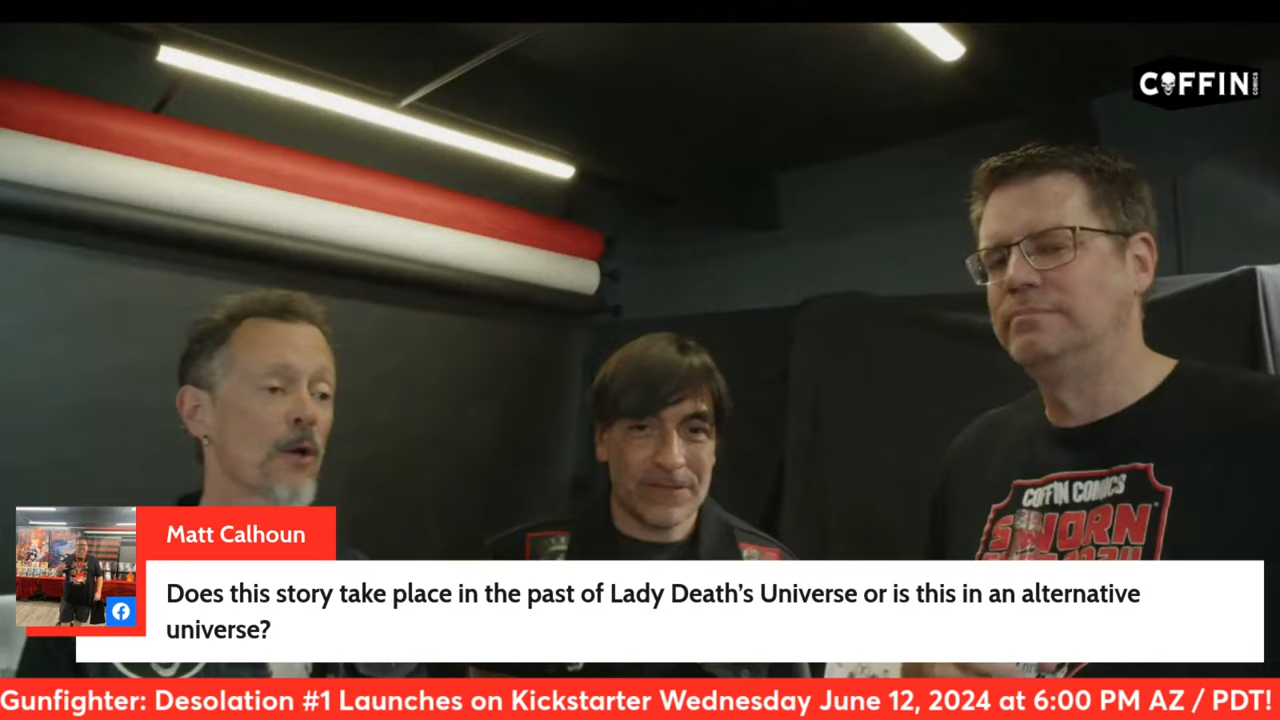 COFFIN
COMICS
COFFIN COMICS
SWORN
Matt Calhoun
Does this story take place in the past of Lady Death's Universe or is this in an alternative
universe?
Gunfighter: Desolation #1 Launches on Kickstarter Wednesday June 12, 2024 at 6:00 PM AZ / PDT!